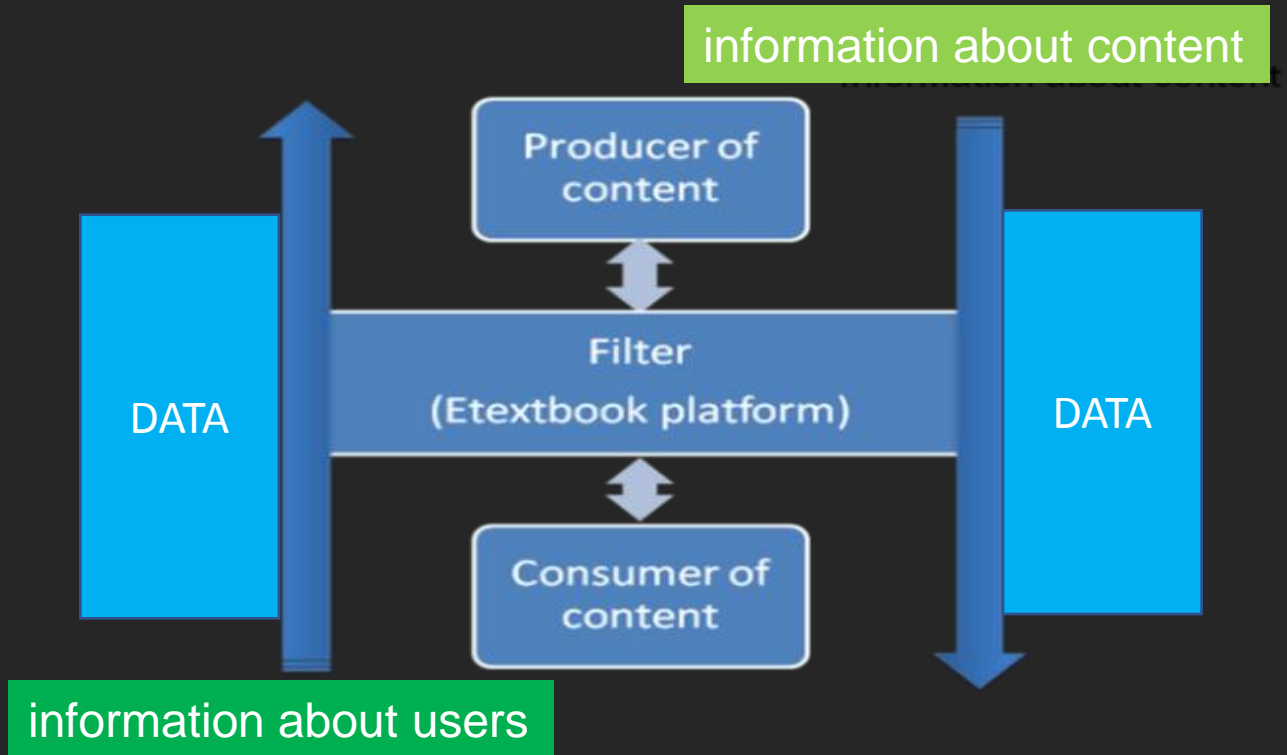 information about content
Producer of
content
Filter
(Etextbook platform)
DATA
DATA
Consumer of
content
information about users